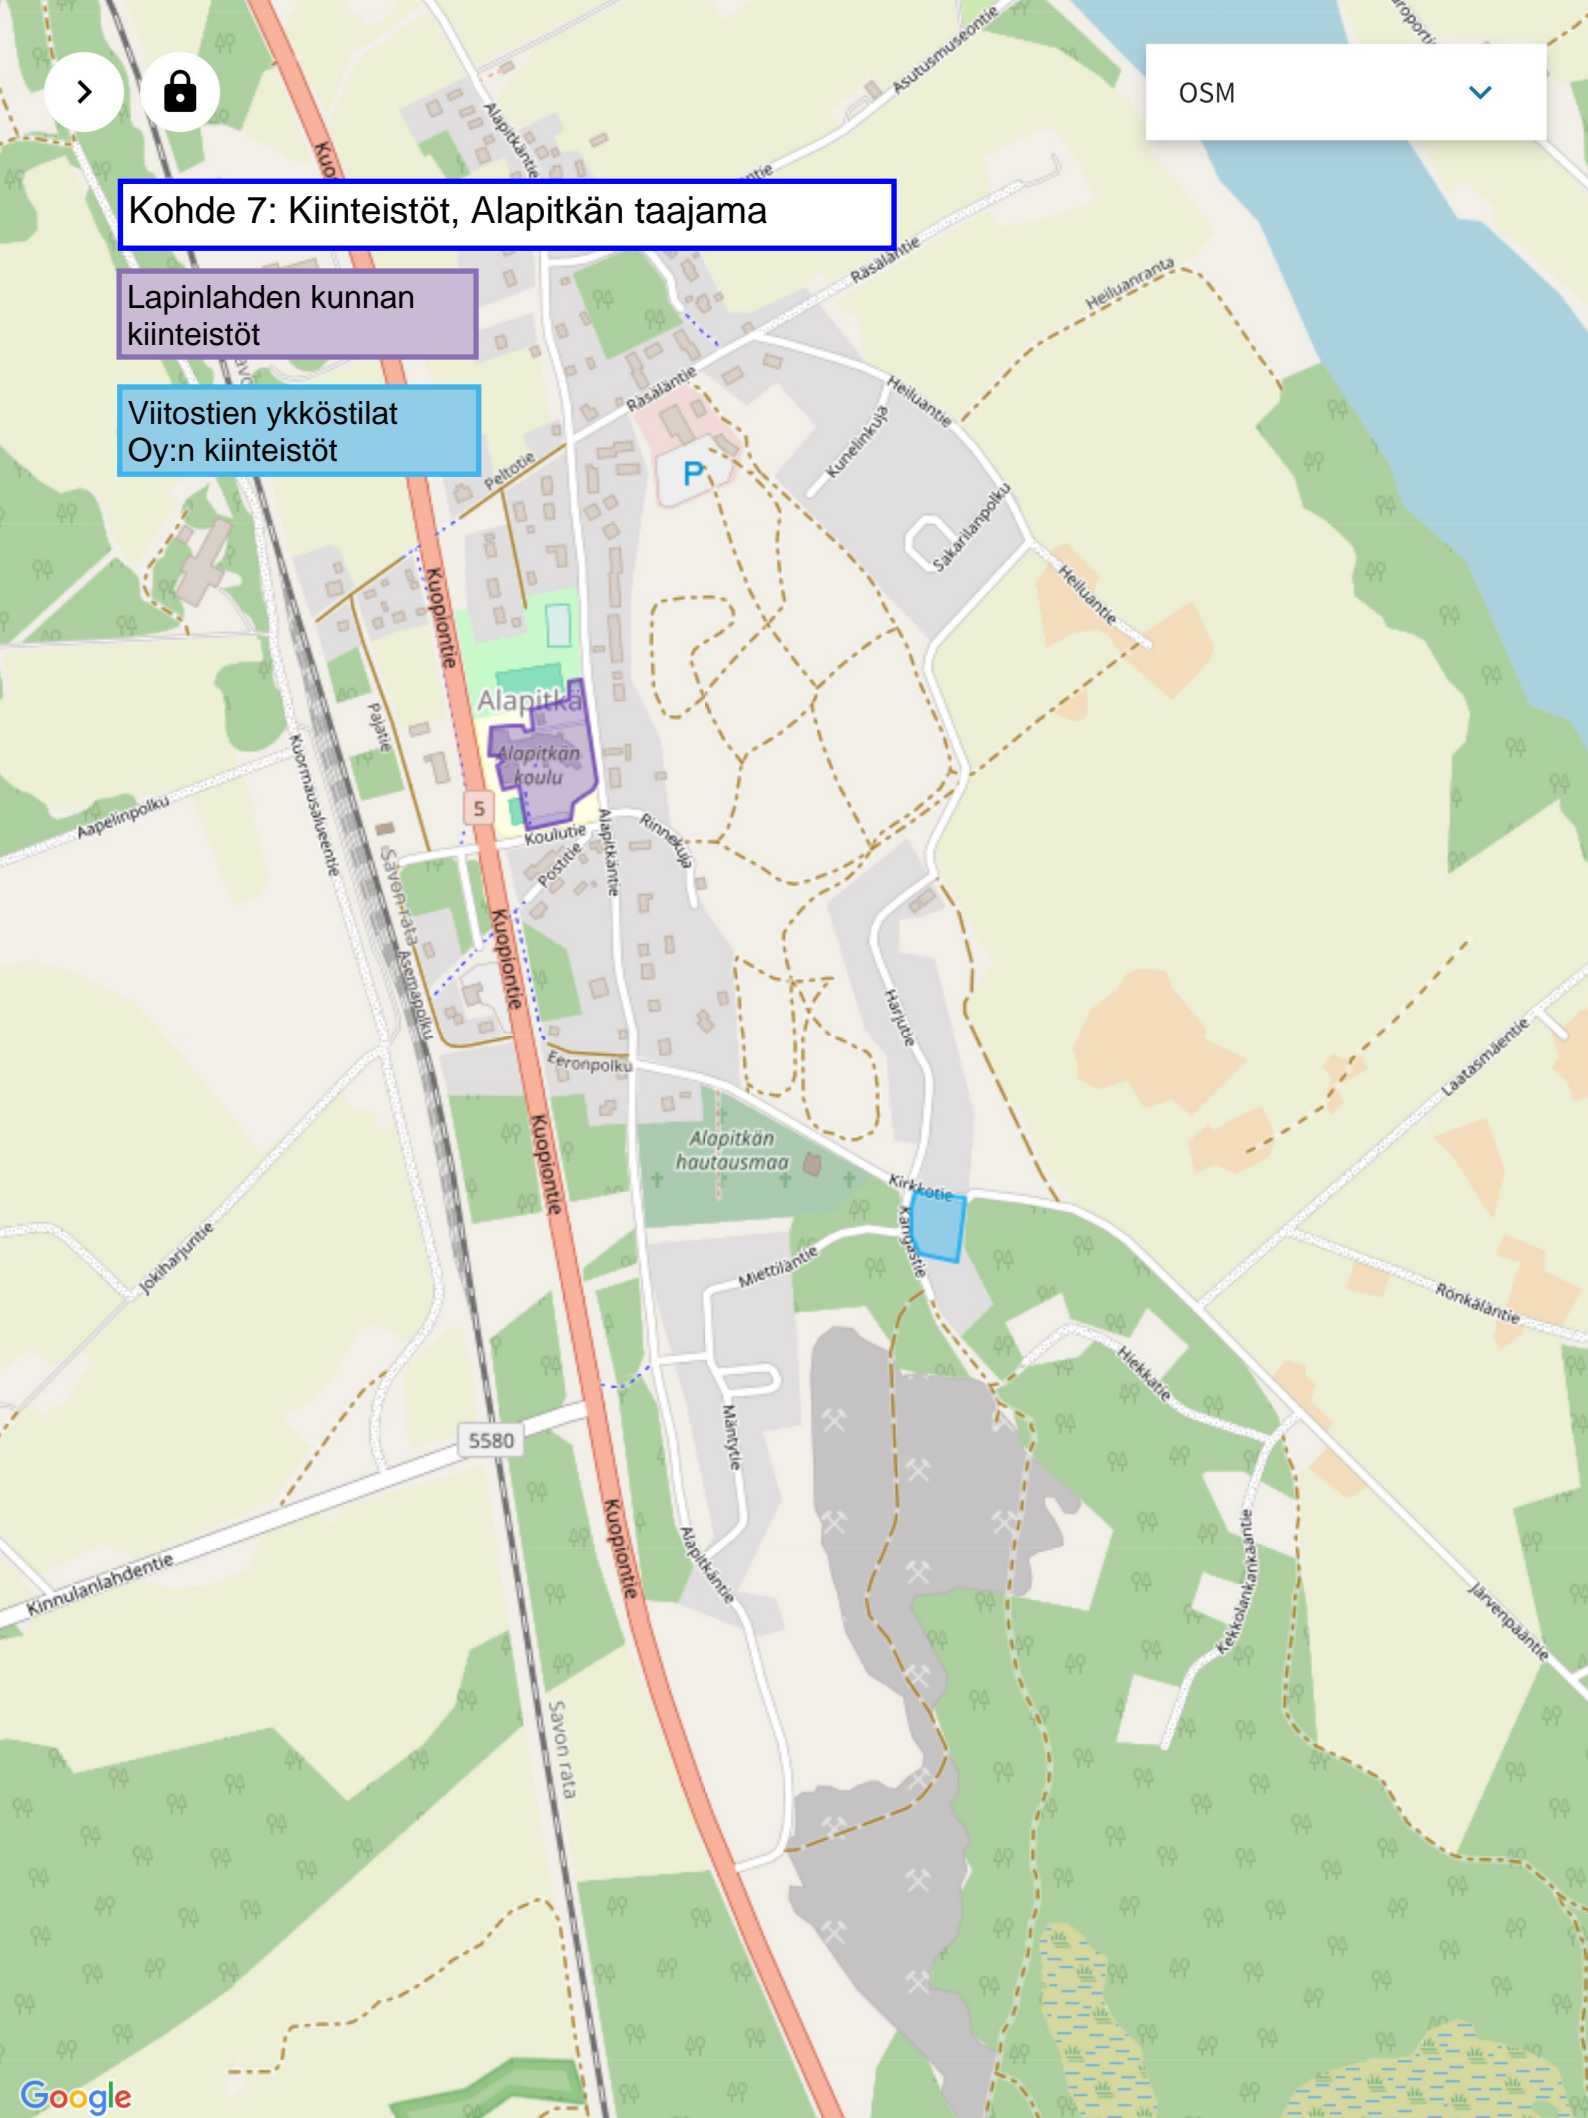 Asutusmuseontie
OSM
Alapitkäntie
Kohde 7: Kiinteistöt, Alapitkän taajama
Räsäläntie
Heiluanranta
Lapinlahden kunnan
kiinteistöt
Viitostien ykköstilat
Oy:n kiinteistöt
Räsäläntie
Heiluantie
Kunelinkuja
Peltotie
P
Sakarilanpolku
Kuopiontie
Heiluantie
Alapitkä
Pajatie
Alapitkän
koulu
Kuormausalueentie
5
Aapelinpolku
Koulutie
Rinnekuja
Postitie
Alapitkäntie
Savon rata
Kuopiontie
Asemapolku
Harjutie
Eeronpolku
Laatasmäentie
Alapitkän
hautausmaa
Kuopiontie
Kirkkotie
Kangastie
Jokiharjuntie
Miettiläntie
Rönkäläntie
Hiekkatie
Mäntytie
5580
Kuopiontie
Alapitkäntie
Kekkolankankaantie
Kinnulanlahdentie
Järvenpääntie
Savon rata
Google